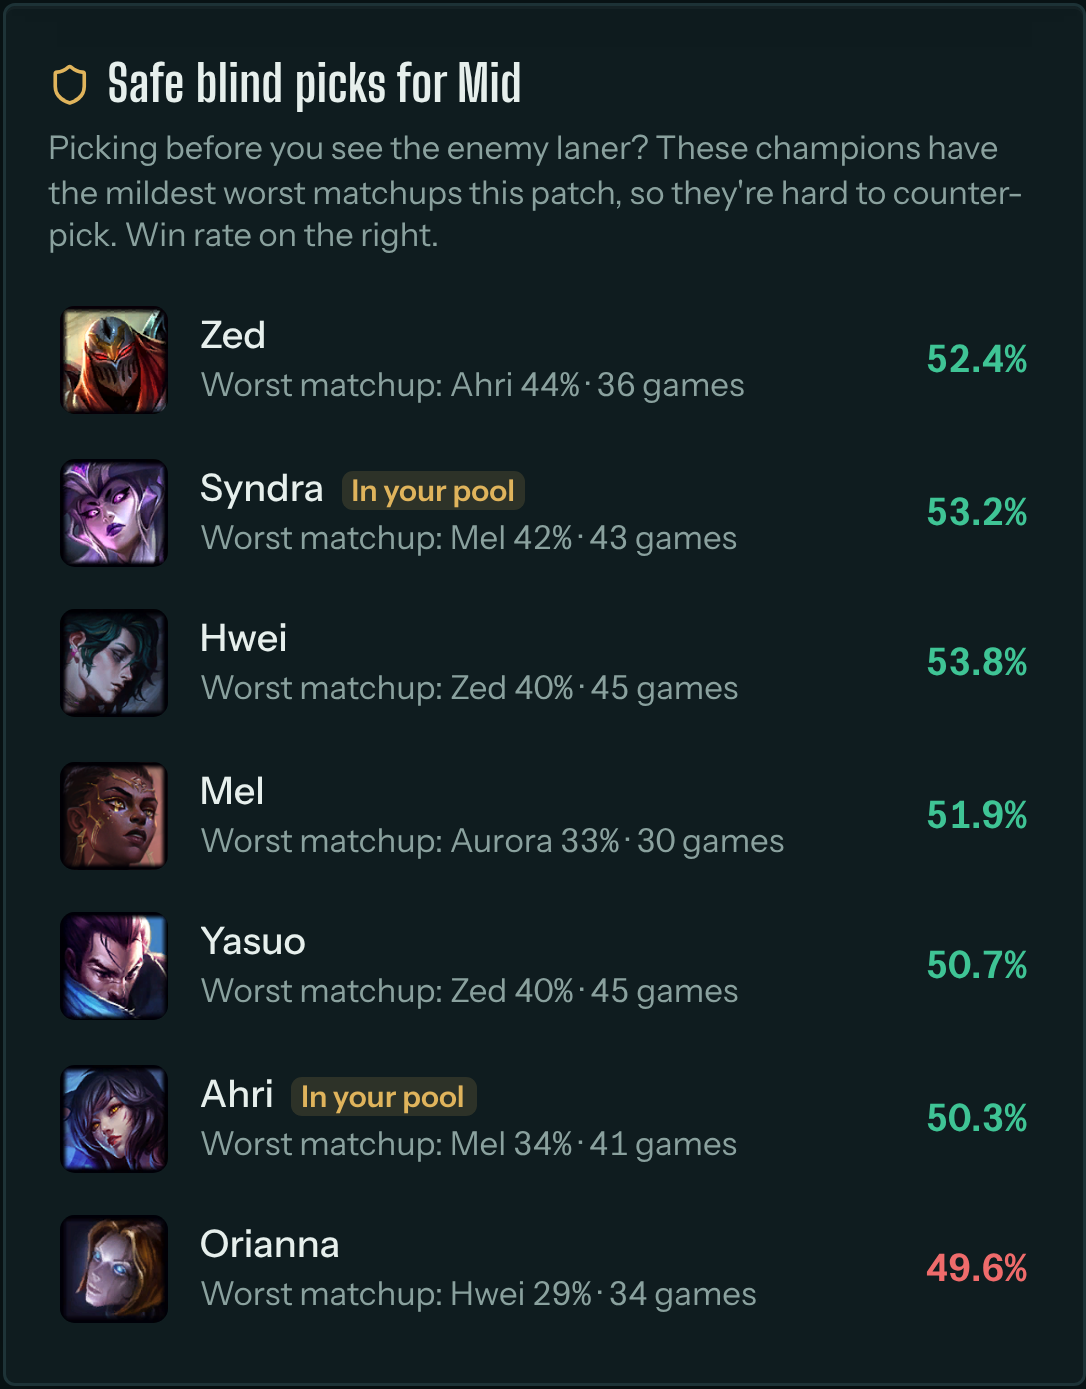 Safe blind picks for Mid
Picking before you see the enemy laner? These champions have
the mildest worst matchups this patch, so they're hard to counter-
pick. Win rate on the right.
Zed
Worst matchup: Ahri 44% · 36 games
52.4%
Syndra In your pool
Worst matchup: Mel 42% · 43 games
53.2%
Hwei
Worst matchup: Zed 40% · 45 games
53.8%
Mel
Worst matchup: Aurora 33% · 30 games
51.9%
Yasuo
Worst matchup: Zed 40% · 45 games
50.7%
Ahri In your pool
Worst matchup: Mel 34% · 41 games
50.3%
Orianna
Worst matchup: Hwei 29% · 34 games
49.6%